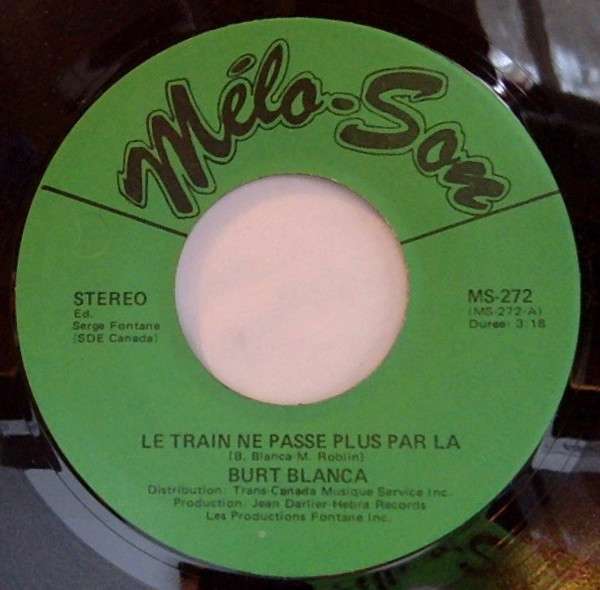 Mélo-Son
STEREO
Ed.
Serge Fontane
(SDE Canada)
MS-272
(MS-272-A)
Duree: 3:18
LE TRAIN NE PASSE PLUS PAR LA
(B. Blanca-M. Roblin)
BURT BLANCA
Distribution: Trans-Canada Musique Service Inc.
Production: Jean Darlier-Hebra Records
Les Productions Fontane Inc.